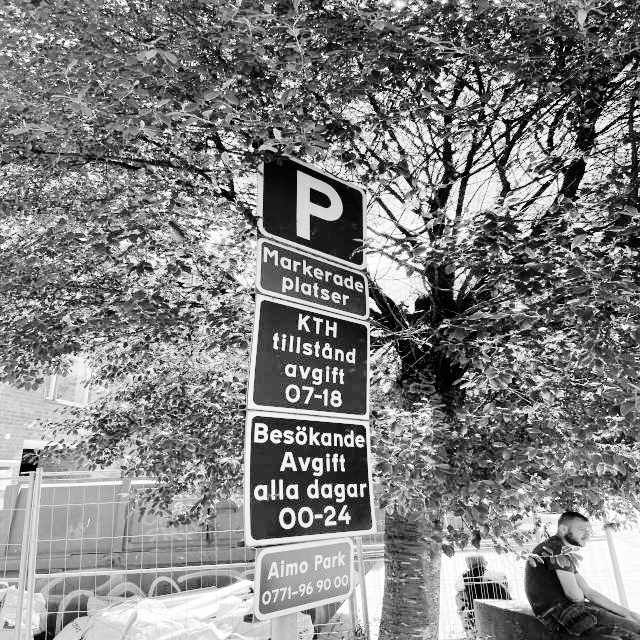 P
Markerade
platser
KTH
tillstånd
avgift
07-18
Besökande
Avgift
alla dagar
00-24
Aimo Park
0771-96 90 00